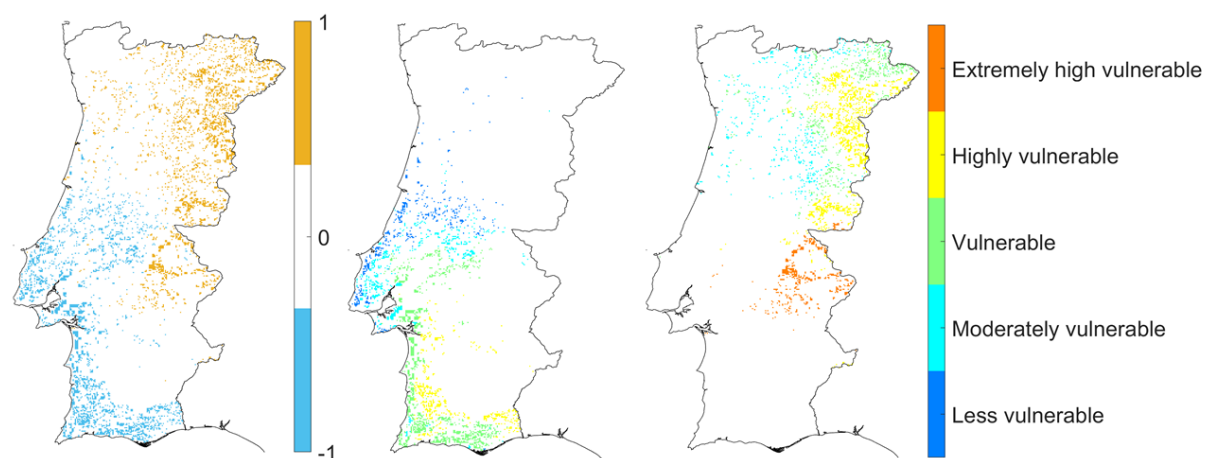 1
0
-1
Extremely high vulnerable
Highly vulnerable
Vulnerable
Moderately vulnerable
Less vulnerable